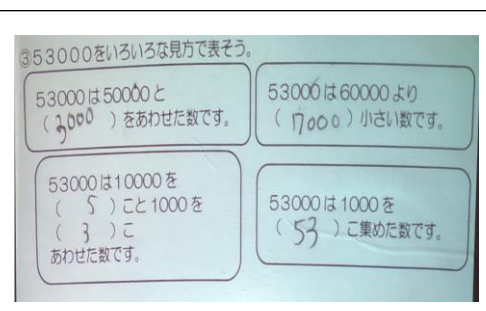 ③53000をいろいろな見方で表そう。
53000は50000と
( 3000 )をあわせた数です。
53000は60000より
( 7000 )小さい数です。
53000は10000を
( 5 )こと1000を
( 3 )こ
あわせた数です。
53000は1000を
( 53 )こ集めた数です。